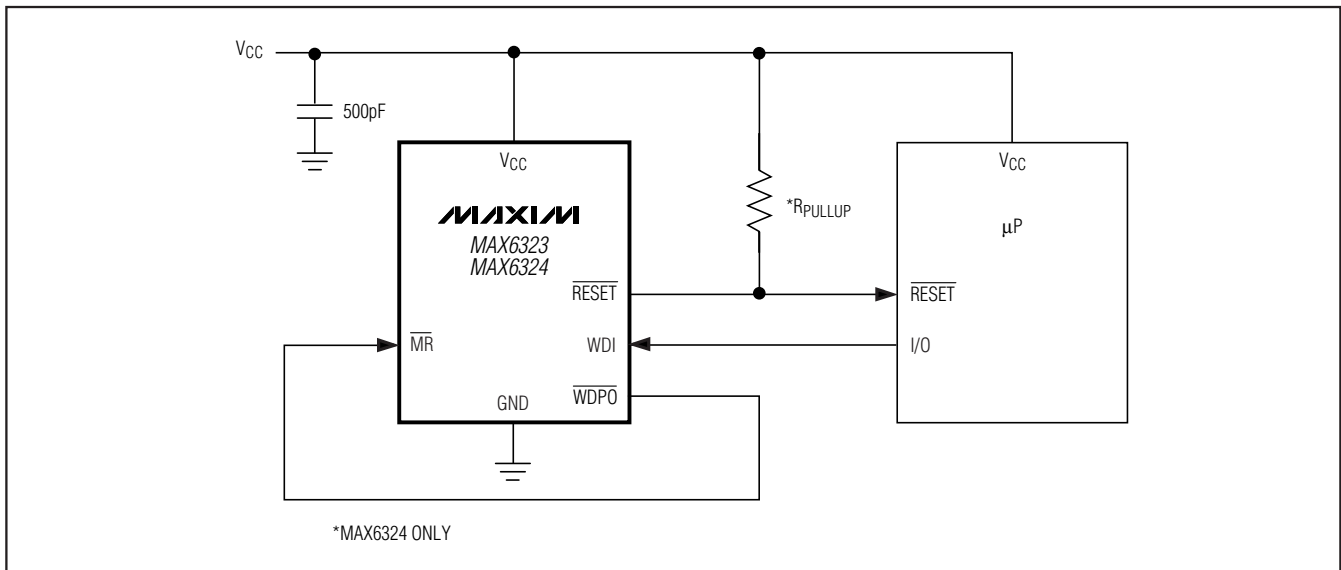 VCC
500pF
VCC
MAXIM
MAX6323
MAX6324
RESET
MR
WDI
WDPO
GND
*RPULLUP
VCC
µP
RESET
I/O
*MAX6324 ONLY